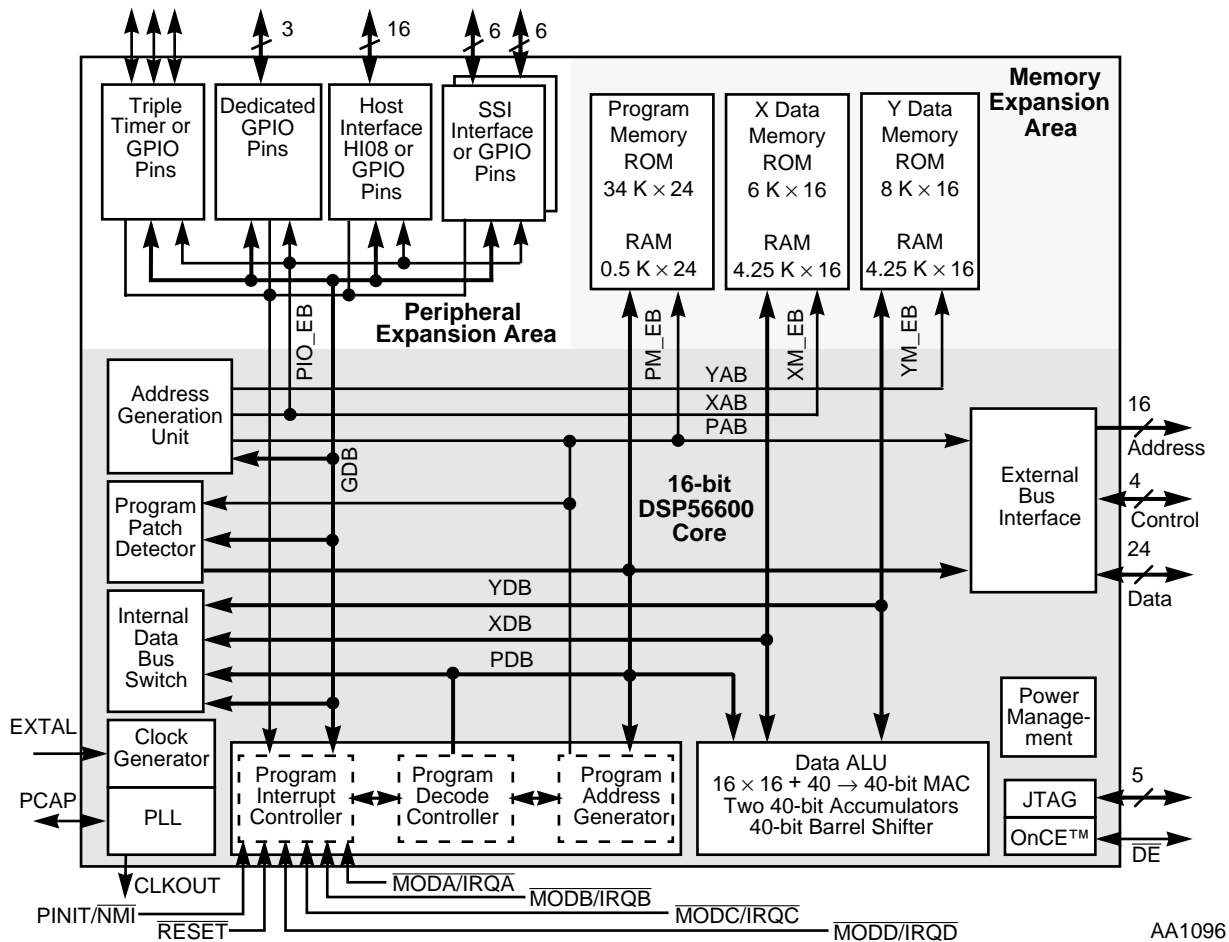 3
16
6
6
Triple
Timer or
GPIO
Pins
Dedicated
GPIO
Pins
Host
Interface
HI08 or
GPIO
Pins
SSI
Interface
or GPIO
Pins
Program
Memory
ROM
34 K × 24
RAM
0.5 K × 24
X Data
Memory
ROM
6 K × 16
RAM
4.25 K × 16
Y Data
Memory
ROM
8 K × 16
RAM
4.25 K × 16
Memory
Expansion
Area
Peripheral
Expansion Area
PIO_EB
PM_EB
XM_EB
YM_EB
Address
Generation
Unit
YAB
XAB
PAB
GDB
16-bit
DSP56600
Core
External
Bus
Interface
16
Address
4
Control
24
Data
Program
Patch
Detector
Internal
Data
Bus
Switch
YDB
XDB
PDB
EXTAL
PCAP
Clock
Generator
PLL
Program
Interrupt
Controller
Program
Decode
Controller
Program
Address
Generator
Data ALU
16 × 16 + 40 → 40-bit MAC
Two 40-bit Accumulators
40-bit Barrel Shifter
Power
Manage-
ment
JTAG
OnCE™
5
DE
CLKOUT
PINIT/NMI
RESET
MODA/IRQA
MODB/IRQB
MODC/IRQC
MODD/IRQD
AA1096